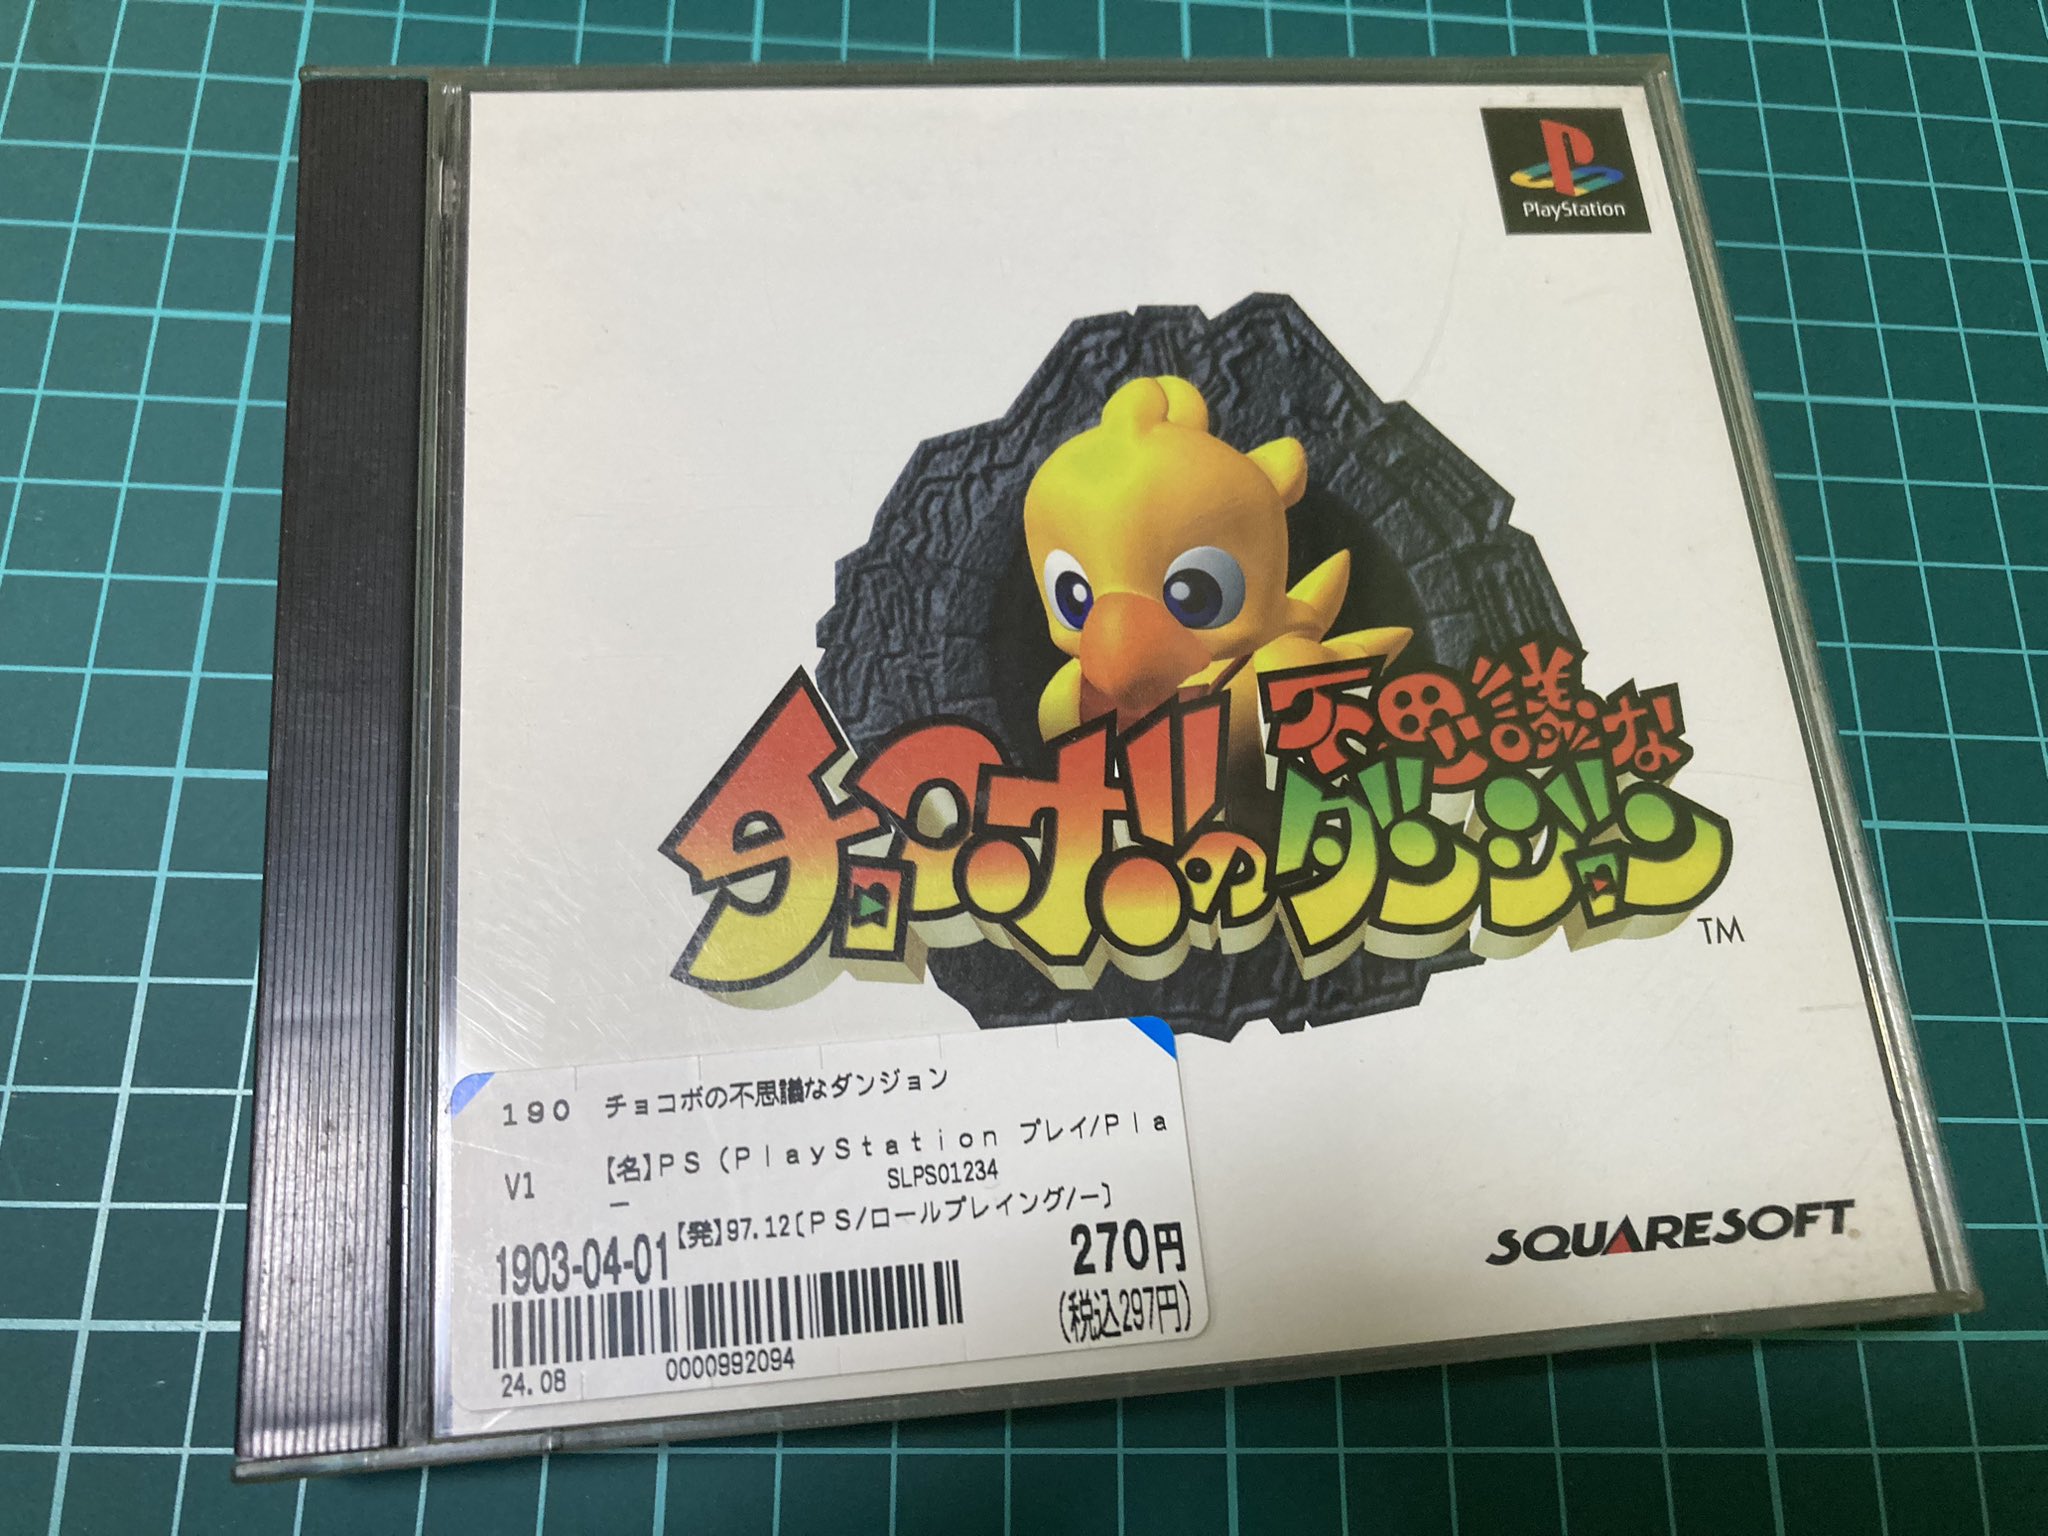 PlayStation
チョコボの不思議なダンジョン
TM
190 チョコボの不思議なダンジョン
V1 【名】PS (PlayStation プレイ/Pla
SLPS01234
ー
1903-04-01 【発】97.12〔PS/ロールプレイング/ー〕
270円
(税込297円)
24.08 0000992094
SQUARESOFT